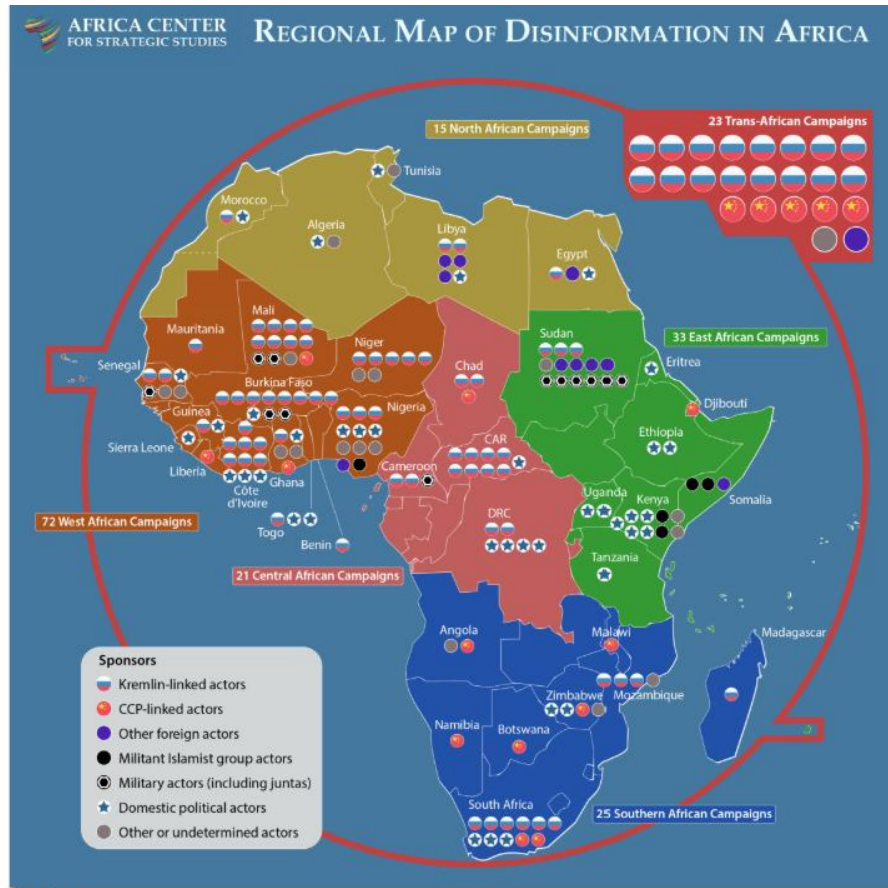 AFRICA CENTER
FOR STRATEGIC STUDIES
REGIONAL MAP OF DISINFORMATION IN AFRICA
23 Trans-African Campaigns
15 North African Campaigns
Tunisia
Morocco
Algeria
Libya
Egypt
Mauritania
Mali
Niger
Chad
Sudan
33 East African Campaigns
Eritrea
Senegal
Burkina Faso
Djibouti
Guinea
Nigeria
Ethiopia
Sierra Leone
CAR
Liberia
Ghana
Cameroon
Côte
d'Ivoire
Somalia
Uganda
Kenya
72 West African Campaigns
DRC
Togo
Benin
Tanzania
21 Central African Campaigns
Angola
Malawi
Madagascar
Mozambique
Zimbabwe
Namibia
Botswana
South Africa
25 Southern African Campaigns
Sponsors
Kremlin-linked actors
CCP-linked actors
Other foreign actors
Militant Islamist group actors
Military actors (including juntas)
Domestic political actors
Other or undetermined actors